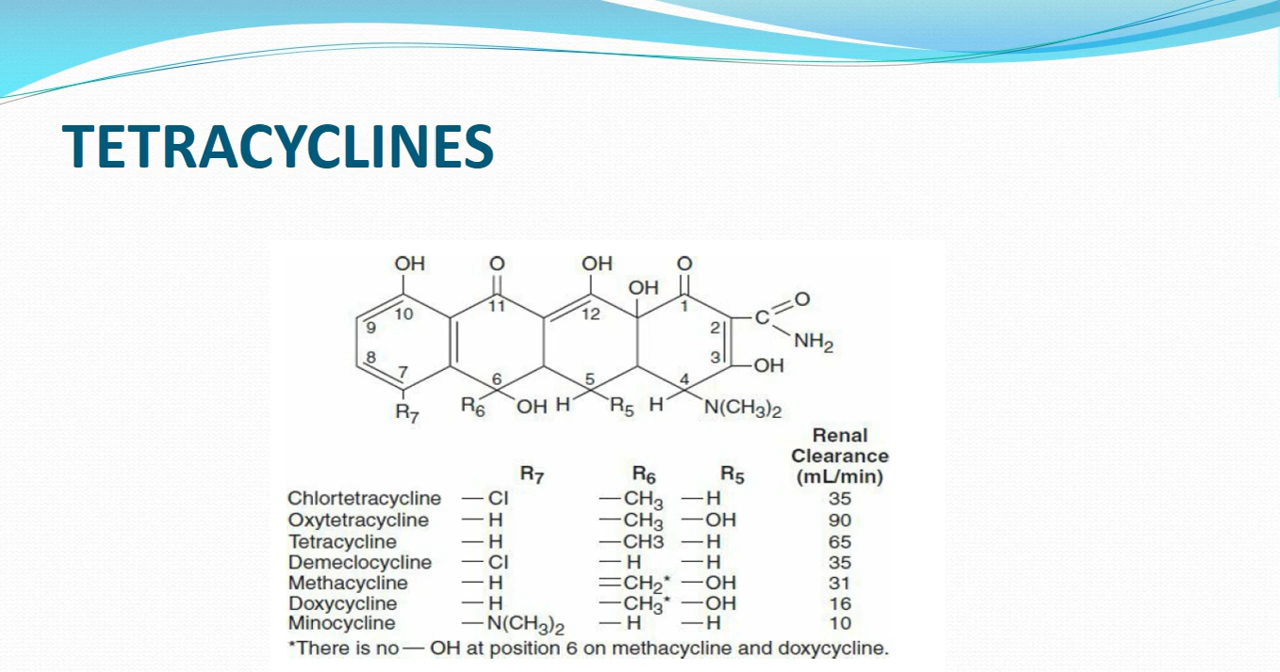 TETRACYCLINES
OH O OH O
OH
O
10 11 12 1
9 2 C
NH2
8 3 OH
7 6 5 4
R7 R6 OH H R5 H N(CH3)2
Renal
Clearance
R7 R6 R5 (mL/min)
Chlortetracycline —Cl —CH3 —H 35
Oxytetracycline —H —CH3 —OH 90
Tetracycline —H —CH3 —H 65
Demeclocycline —Cl —H —H 35
Methacycline —H =CH2* —OH 31
Doxycycline —H —CH3* —OH 16
Minocycline —N(CH3)2 —H —H 10
*There is no— OH at position 6 on methacycline and doxycycline.